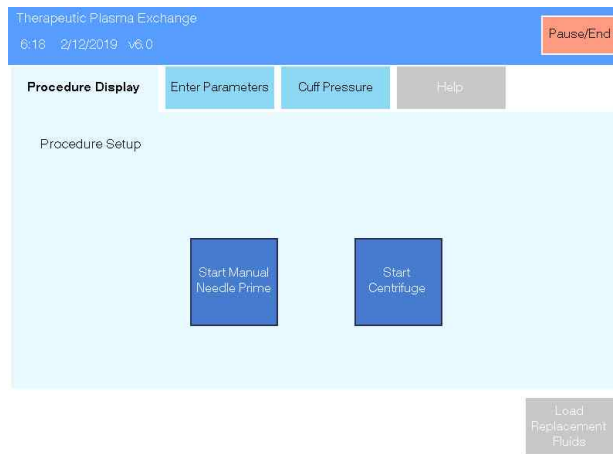 Therapeutic Plasma Exchange
6:18 2/12/2019 v6.0
Pause/End
Procedure Display
Enter Parameters
Cuff Pressure
Help
Procedure Setup
Start Manual
Needle Prime
Start
Centrifuge
Load
Replacement
Fluids